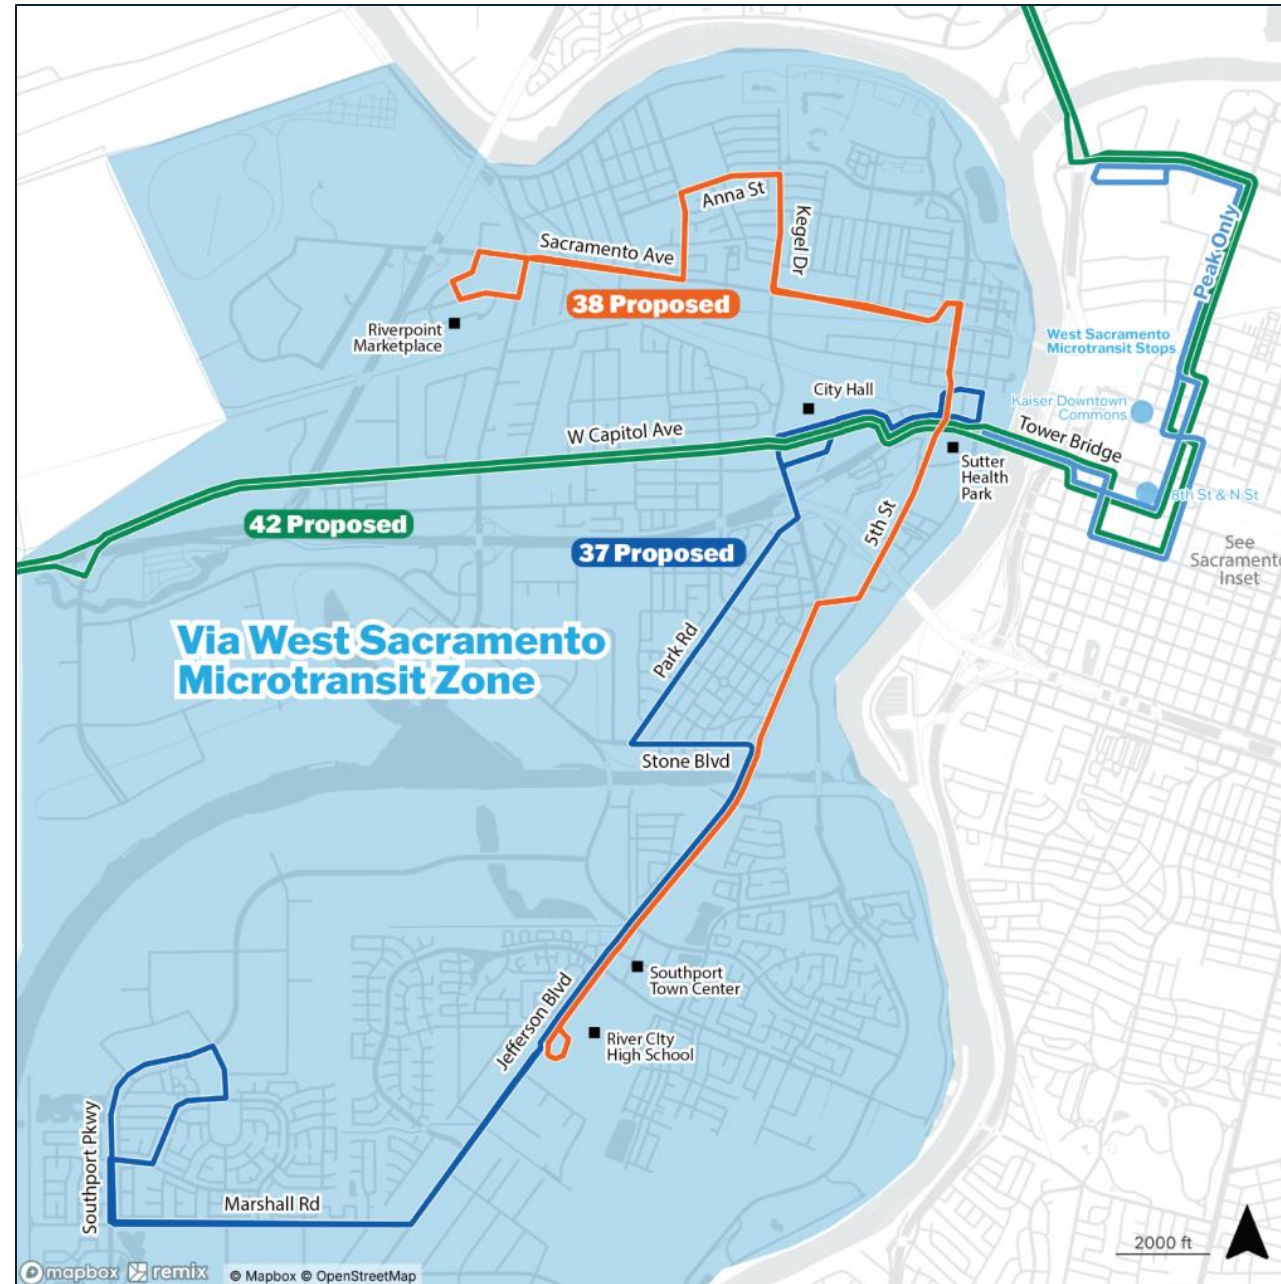 Anna St
Kegel Dr
Sacramento Ave
38 Proposed
Riverpoint
Marketplace
Peak Only
West Sacramento
Microtransit Stops
City Hall
Kaiser Downtown
Commons
Tower Bridge
W Capitol Ave
Sutter
Health
Park
8th St & N St
42 Proposed
37 Proposed
5th St
See
Sacramento
Inset
Via West Sacramento
Microtransit Zone
Park Rd
Stone Blvd
Southport
Town Center
Jefferson Blvd
River CIty
High School
Southport Pkwy
Marshall Rd
2000 ft
mapbox remix © Mapbox © OpenStreetMap